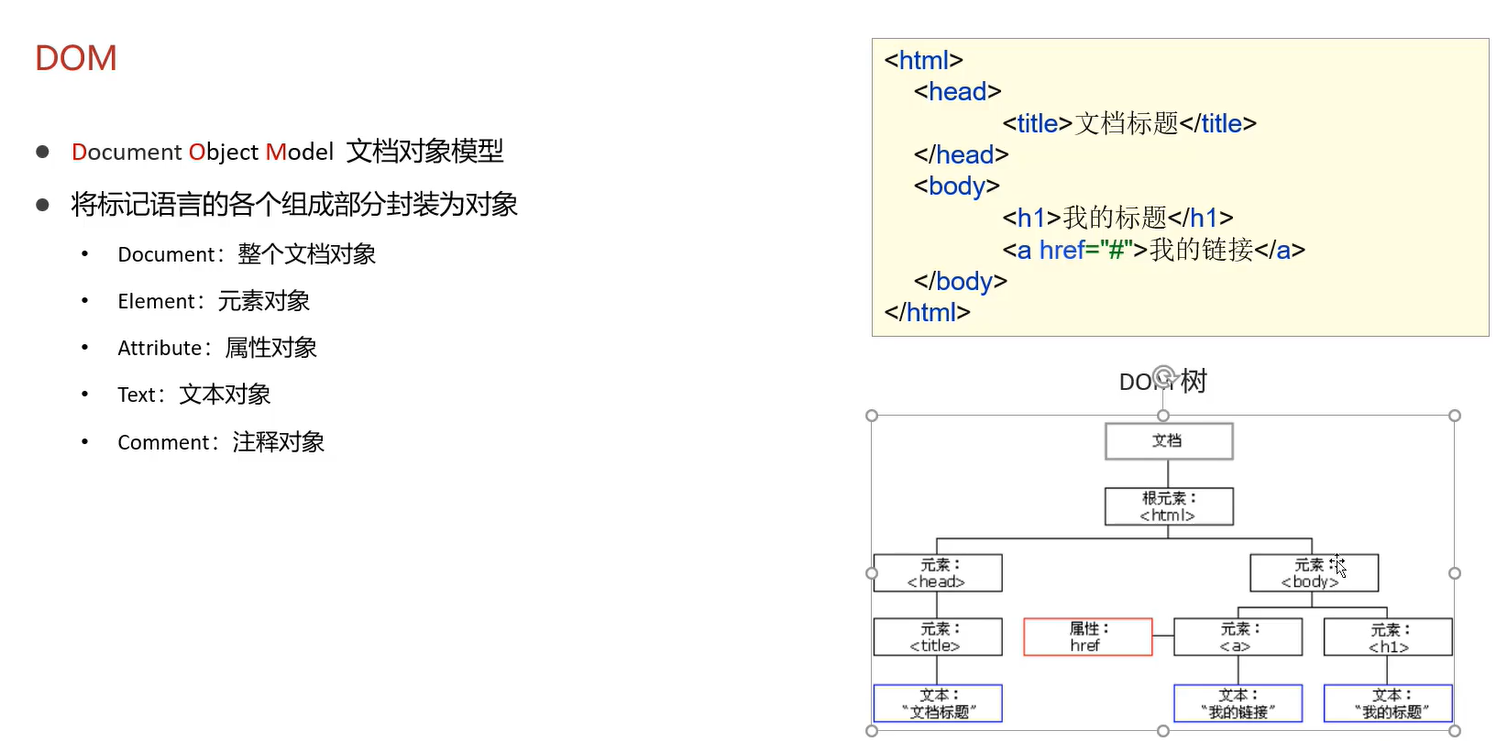 DOM
● Document Object Model 文档对象模型
● 将标记语言的各个组成部分封装为对象
• Document：整个文档对象
• Element：元素对象
• Attribute：属性对象
• Text：文本对象
• Comment：注释对象
<html>
<head>
<title>文档标题</title>
</head>
<body>
<h1>我的标题</h1>
<a href="#">我的链接</a>
</body>
</html>
DOM 树
文档
根元素：
<html>
元素：
<head>
元素：
<body>
元素：
<title>
属性：
href
元素：
<a>
元素：
<h1>
文本：
“文档标题”
文本：
“我的链接”
文本：
“我的标题”